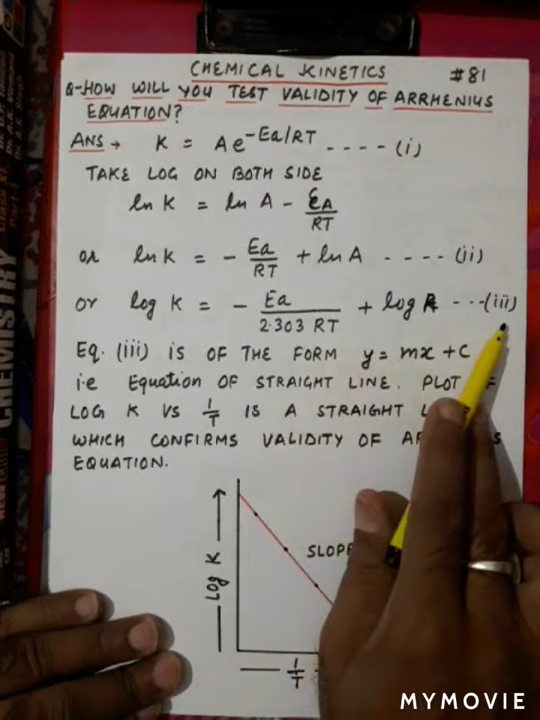 CHEMICAL KINETICS #81
Q-HOW WILL YOU TEST VALIDITY OF ARRHENIUS
EQUATION?
ANS → K = Ae^-Ea/RT ---- (i)
TAKE LOG ON BOTH SIDE
ln K = ln A - EA/RT
or ln K = - Ea/RT + ln A ---- (ii)
or log K = - Ea/2.303 RT + log A ---(iii)
Eq. (iii) is OF THE FORM y = mx + c
i.e Equation OF STRAIGHT LINE. PLOT F
LOG K VS 1/T IS A STRAIGHT L
WHICH CONFIRMS VALIDITY OF AR S
EQUATION.
SLOPE
Log K
1/T
MYMOVIE